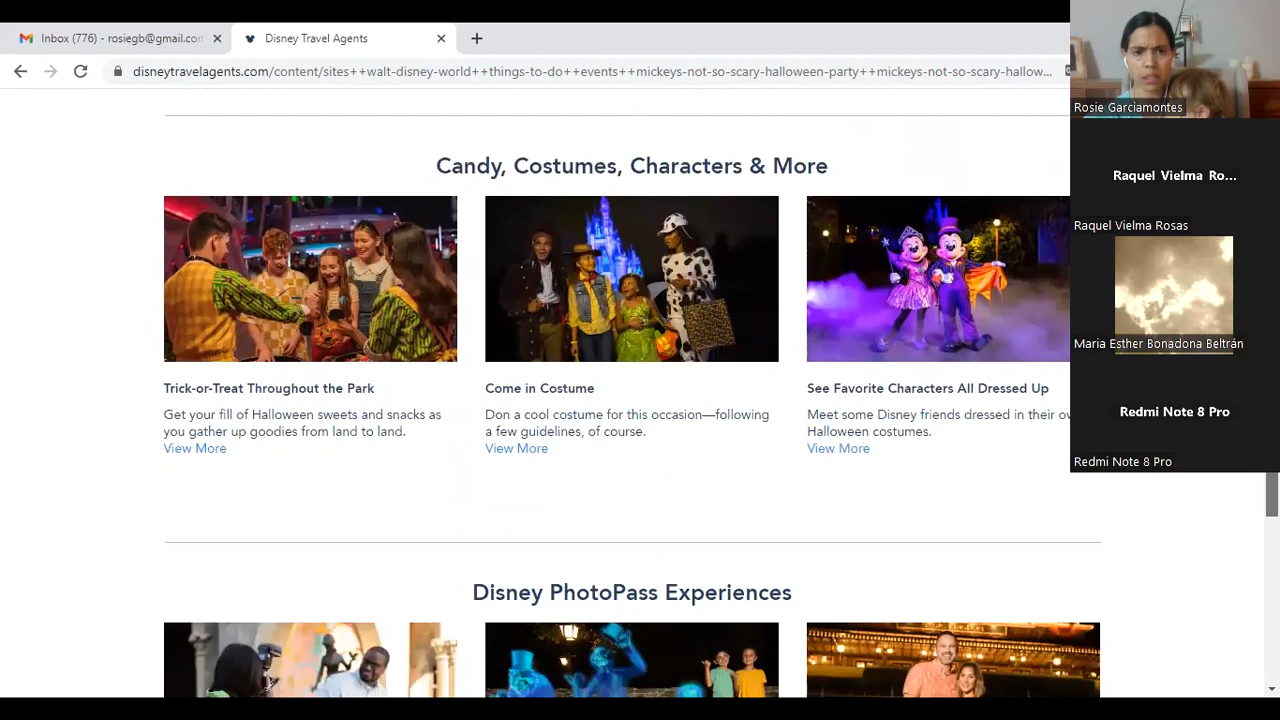 Inbox (776) - rosiegb@gmail.con
Disney Travel Agents
disneytravelagents.com/content/sites++walt-disney-world++things-to-do++events++mickeys-not-so-scary-halloween-party++mickeys-not-so-scary-hallow...
Rosie Garciamontes
Raquel Vielma Ro...
Raquel Vielma Rosas
Maria Esther Bonadona Beltrán
Redmi Note 8 Pro
Redmi Note 8 Pro
Candy, Costumes, Characters & More
Trick-or-Treat Throughout the Park
Get your fill of Halloween sweets and snacks as
you gather up goodies from land to land.
View More
Come in Costume
Don a cool costume for this occasion—following
a few guidelines, of course.
View More
See Favorite Characters All Dressed Up
Meet some Disney friends dressed in their
Halloween costumes.
View More
Disney PhotoPass Experiences